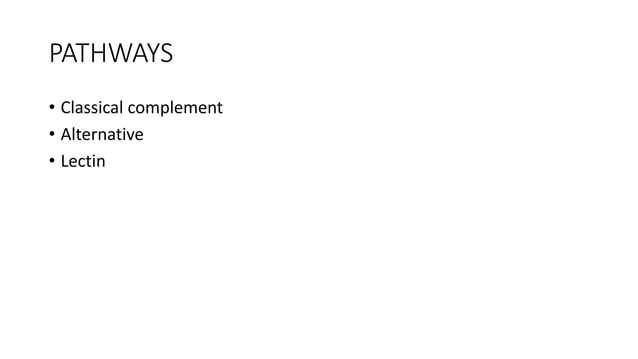 PATHWAYS
• Classical complement
• Alternative
• Lectin